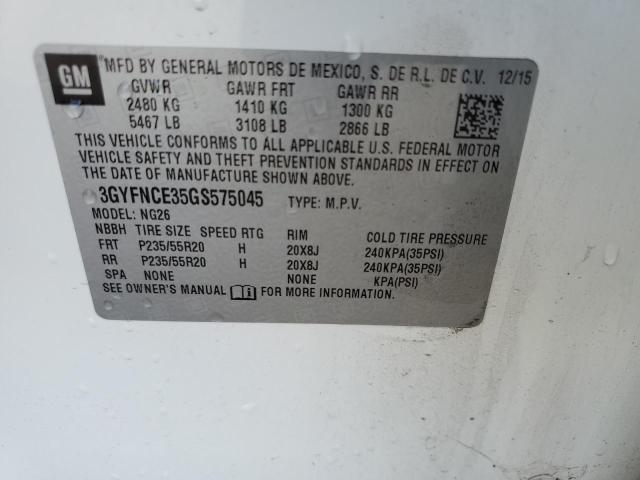 GM MFD BY GENERAL MOTORS DE MEXICO, S. DE R.L. DE C.V. 12/15
GVWR GAWR FRT GAWR RR
2480 KG 1410 KG 1300 KG
5467 LB 3108 LB 2866 LB
THIS VEHICLE CONFORMS TO ALL APPLICABLE U.S. FEDERAL MOTOR
VEHICLE SAFETY AND THEFT PREVENTION STANDARDS IN EFFECT ON
THE DATE OF MANUFACTURE SHOWN ABOVE.
3GYFNCE35GS575045 TYPE: M.P.V.
MODEL: NG26
NBBH TIRE SIZE SPEED RTG RIM COLD TIRE PRESSURE
FRT P235/55R20 H 20X8J 240KPA(35PSI)
RR P235/55R20 H 20X8J 240KPA(35PSI)
SPA NONE NONE KPA(PSI)
SEE OWNER'S MANUAL FOR MORE INFORMATION.